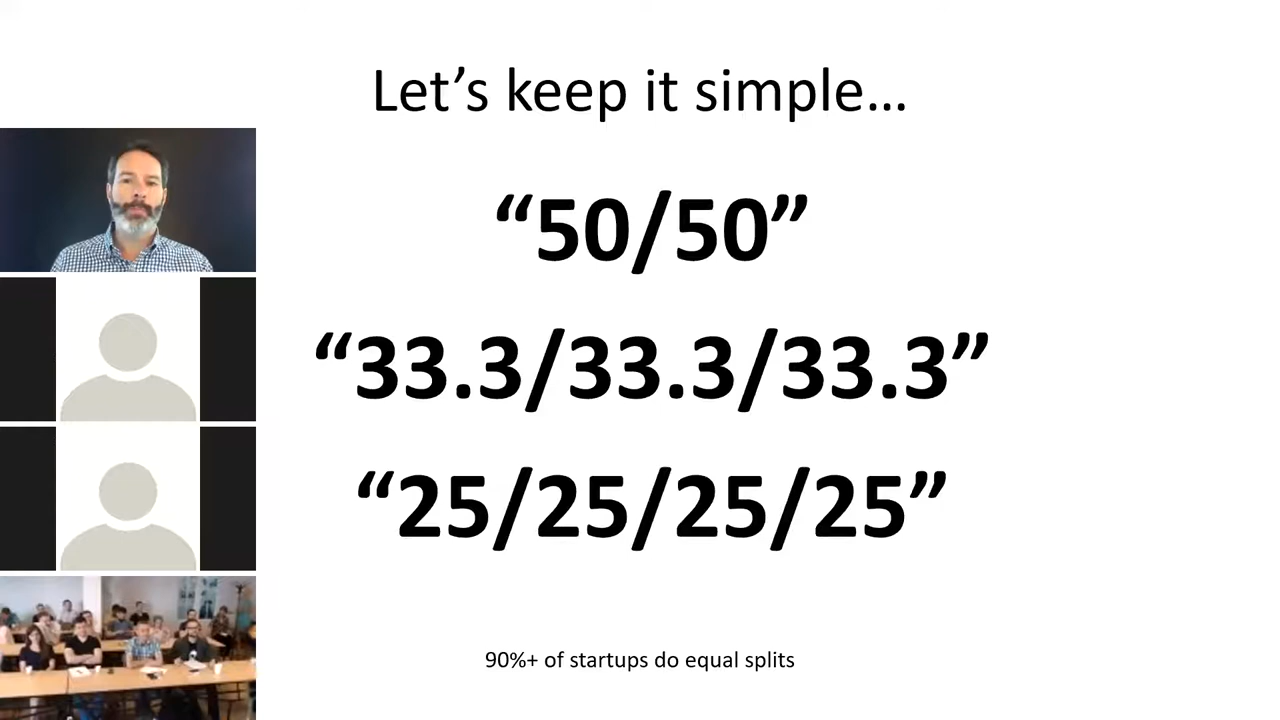 Let’s keep it simple…
“50/50”
“33.3/33.3/33.3”
“25/25/25/25”
90%+ of startups do equal splits